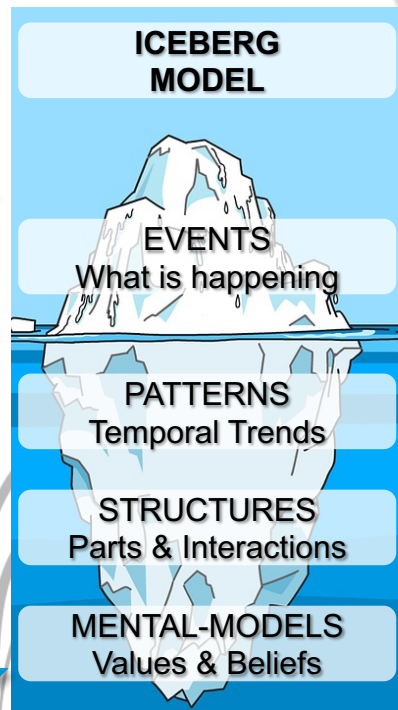 ICEBERG
MODEL
EVENTS
What is happening
PATTERNS
Temporal Trends
STRUCTURES
Parts & Interactions
MENTAL-MODELS
Values & Beliefs